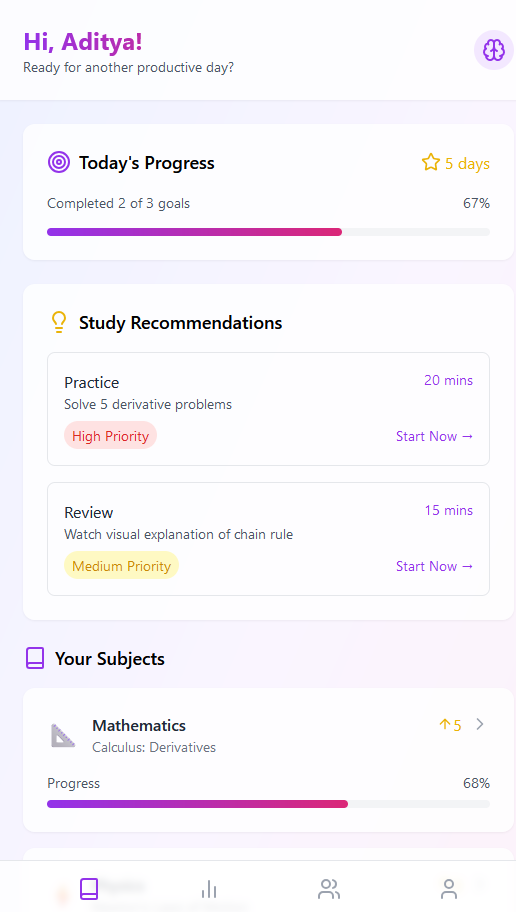 Hi, Aditya!
Ready for another productive day?
Today's Progress
5 days
Completed 2 of 3 goals
67%
Study Recommendations
Practice
20 mins
Solve 5 derivative problems
High Priority
Start Now →
Review
15 mins
Watch visual explanation of chain rule
Medium Priority
Start Now →
Your Subjects
Mathematics
↑5
Calculus: Derivatives
Progress
68%